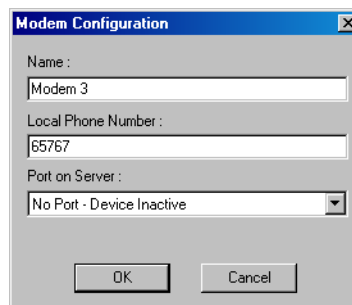 Modem Configuration
Name :
Modem 3
Local Phone Number :
65767
Port on Server :
No Port - Device Inactive
OK
Cancel